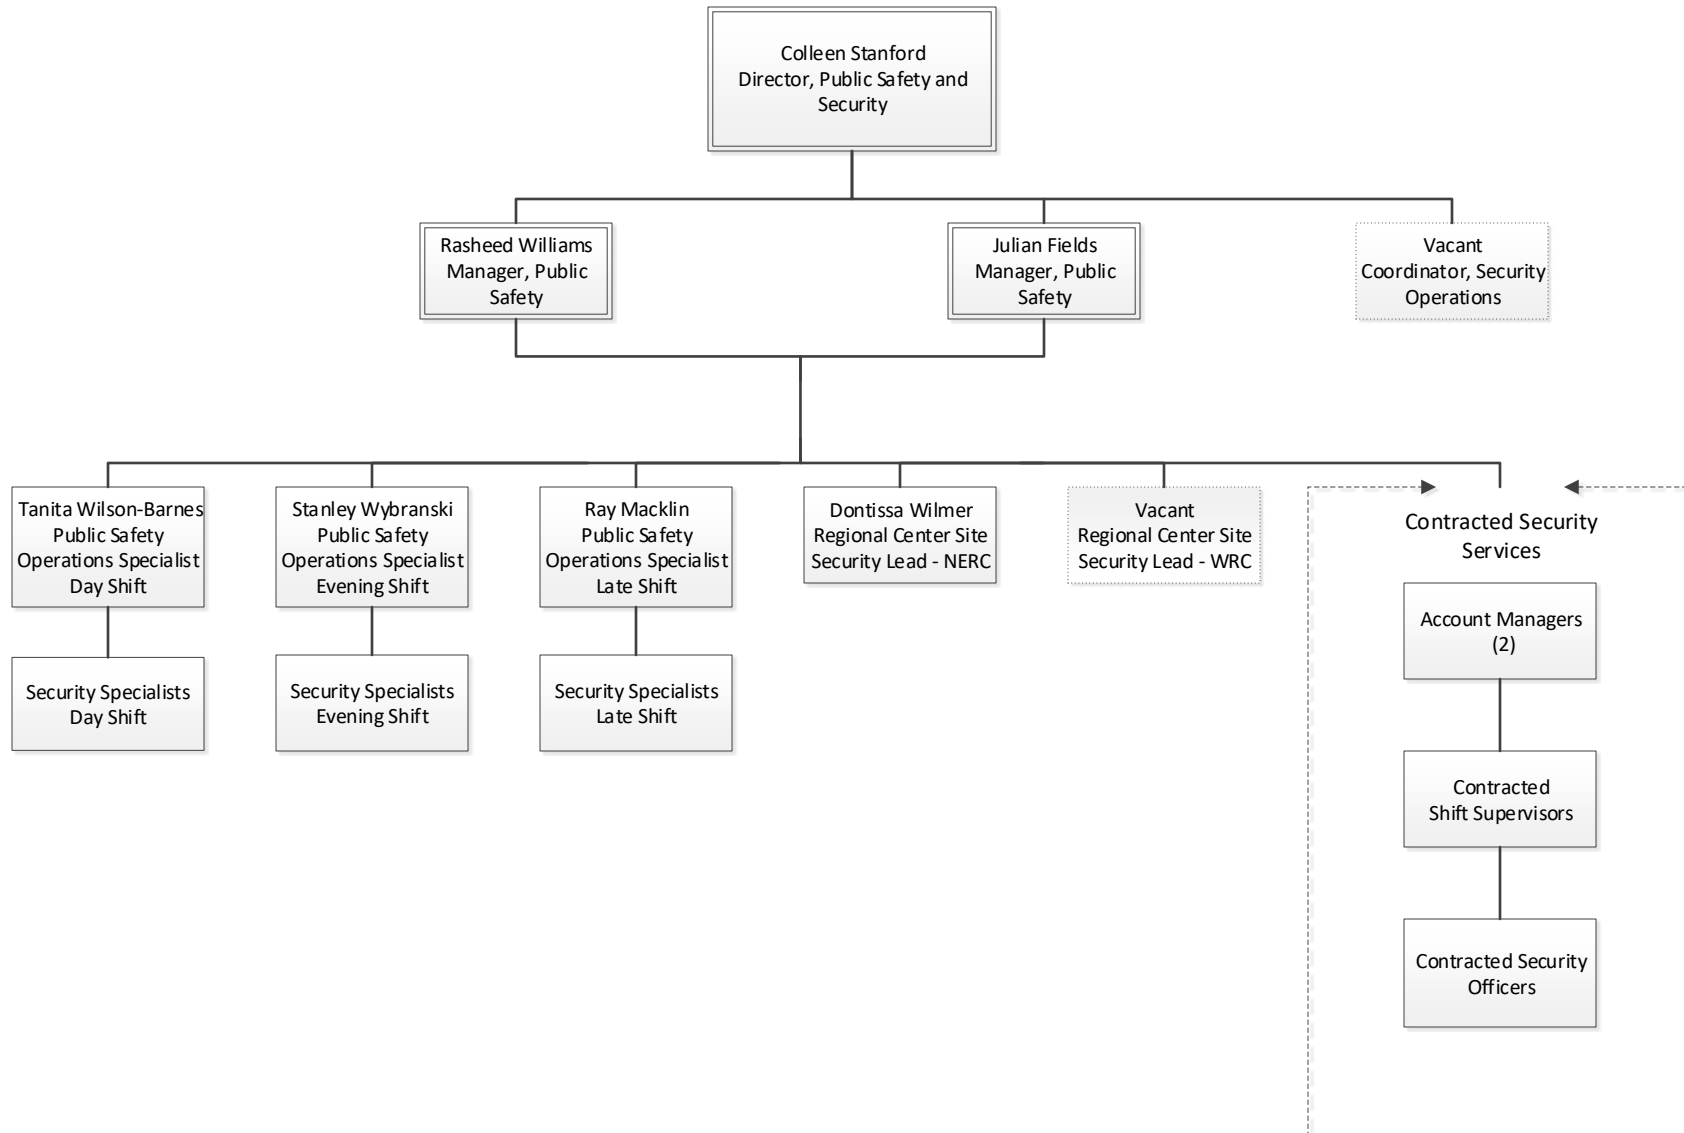 Colleen Stanford
Director, Public Safety and
Security
Rasheed Williams
Manager, Public
Safety
Julian Fields
Manager, Public
Safety
Vacant
Coordinator, Security
Operations
Tanita Wilson-Barnes
Public Safety
Operations Specialist
Day Shift
Stanley Wybranski
Public Safety
Operations Specialist
Evening Shift
Ray Macklin
Public Safety
Operations Specialist
Late Shift
Dontissa Wilmer
Regional Center Site
Security Lead - NERC
Vacant
Regional Center Site
Security Lead - WRC
Contracted Security
Services
Security Specialists
Day Shift
Security Specialists
Evening Shift
Security Specialists
Late Shift
Account Managers
(2)
Contracted
Shift Supervisors
Contracted Security
Officers